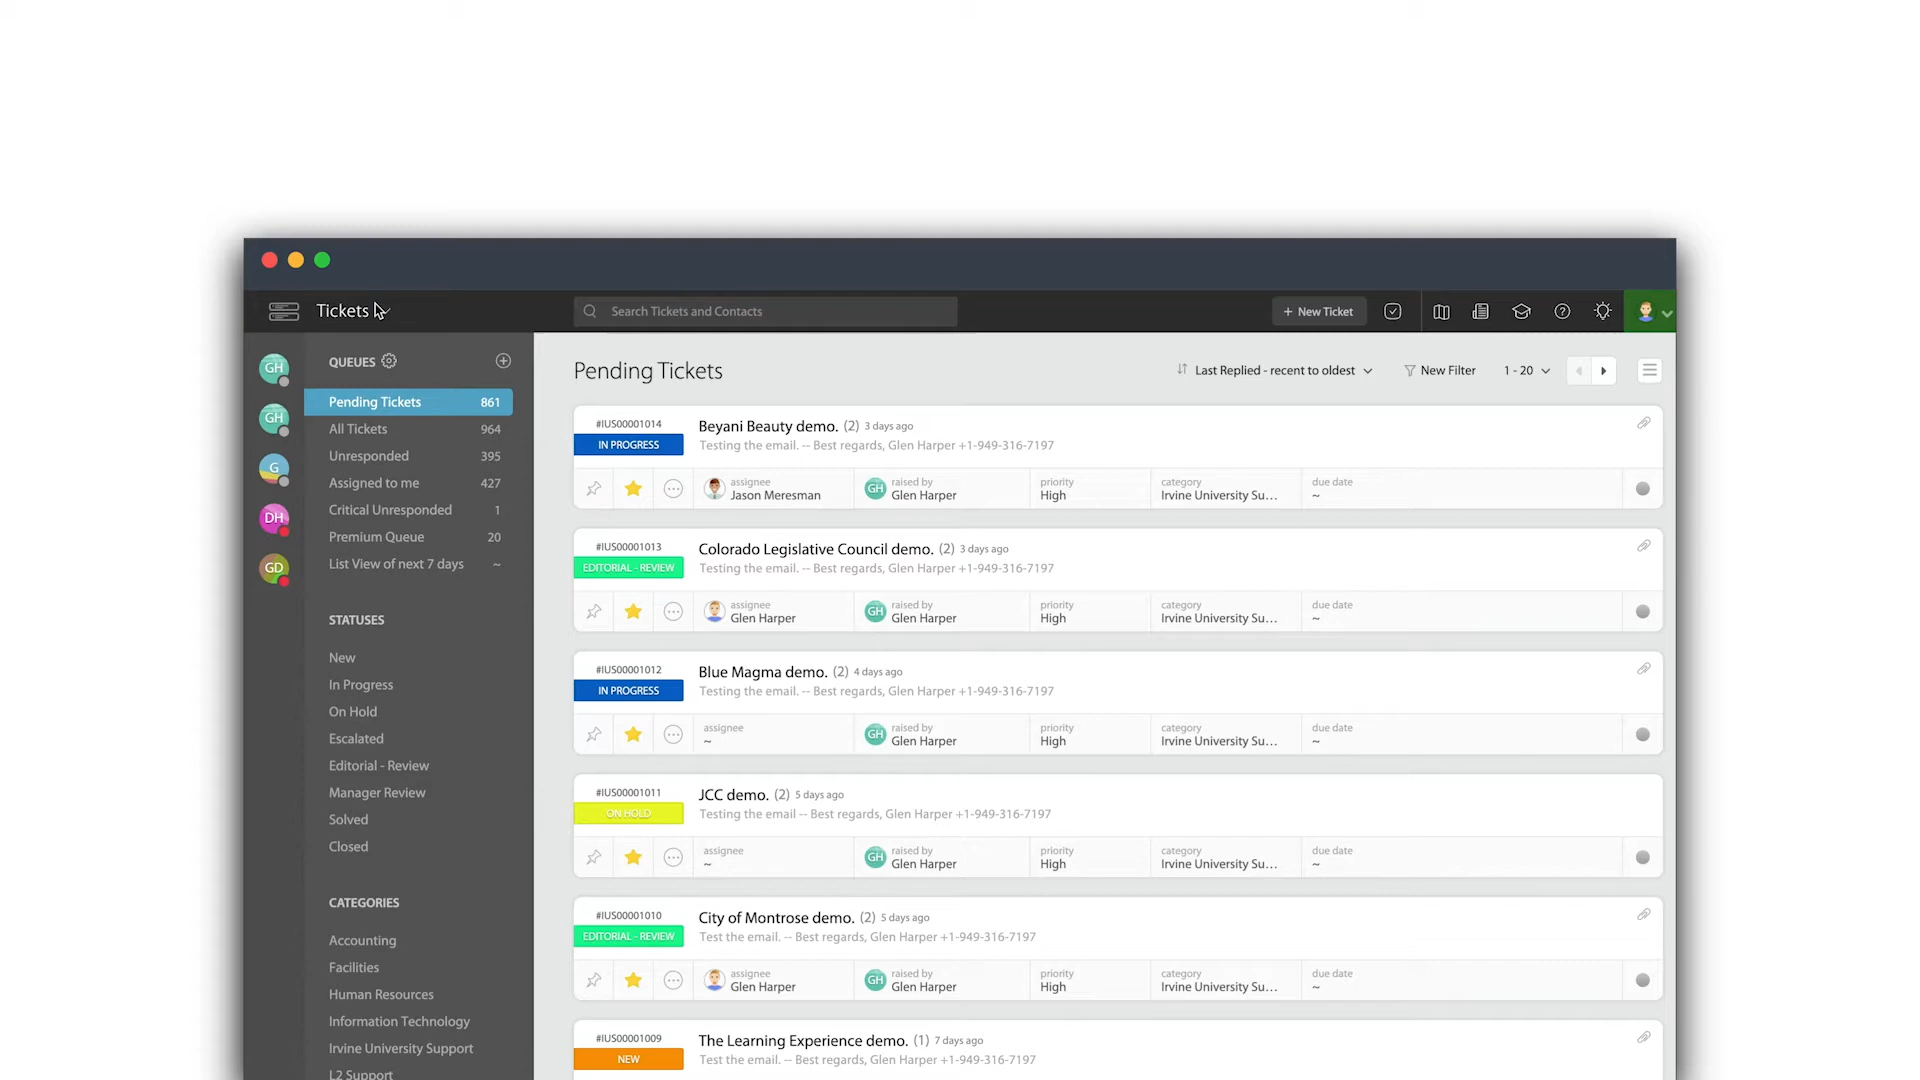 Tickets
Search Tickets and Contacts
+ New Ticket
GH
GH
G
DH
GD
QUEUES
Pending Tickets 861
All Tickets 964
Unresponded 395
Assigned to me 427
Critical Unresponded 1
Premium Queue 20
List View of next 7 days ~
STATUSES
New
In Progress
On Hold
Escalated
Editorial - Review
Manager Review
Solved
Closed
CATEGORIES
Accounting
Facilities
Human Resources
Information Technology
Irvine University Support
L2 Support
Pending Tickets
Last Replied - recent to oldest
New Filter
1 - 20
#IUS00001014
IN PROGRESS
Beyani Beauty demo. (2) 3 days ago
Testing the email. -- Best regards, Glen Harper +1-949-316-7197
assignee
Jason Meresman
GH
raised by
Glen Harper
priority
High
category
Irvine University Su...
due date
~
#IUS00001013
EDITORIAL - REVIEW
Colorado Legislative Council demo. (2) 3 days ago
Testing the email. -- Best regards, Glen Harper +1-949-316-7197
assignee
Glen Harper
GH
raised by
Glen Harper
priority
High
category
Irvine University Su...
due date
~
#IUS00001012
IN PROGRESS
Blue Magma demo. (2) 4 days ago
Testing the email. -- Best regards, Glen Harper +1-949-316-7197
assignee
~
GH
raised by
Glen Harper
priority
High
category
Irvine University Su...
due date
~
#IUS00001011
ON HOLD
JCC demo. (2) 5 days ago
Testing the email -- Best regards, Glen Harper +1-949-316-7197
assignee
~
GH
raised by
Glen Harper
priority
High
category
Irvine University Su...
due date
~
#IUS00001010
EDITORIAL - REVIEW
City of Montrose demo. (2) 5 days ago
Test the email. -- Best regards, Glen Harper +1-949-316-7197
assignee
Glen Harper
GH
raised by
Glen Harper
priority
High
category
Irvine University Su...
due date
~
#IUS00001009
NEW
The Learning Experience demo. (1) 7 days ago
Test the email. -- Best regards, Glen Harper +1-949-316-7197